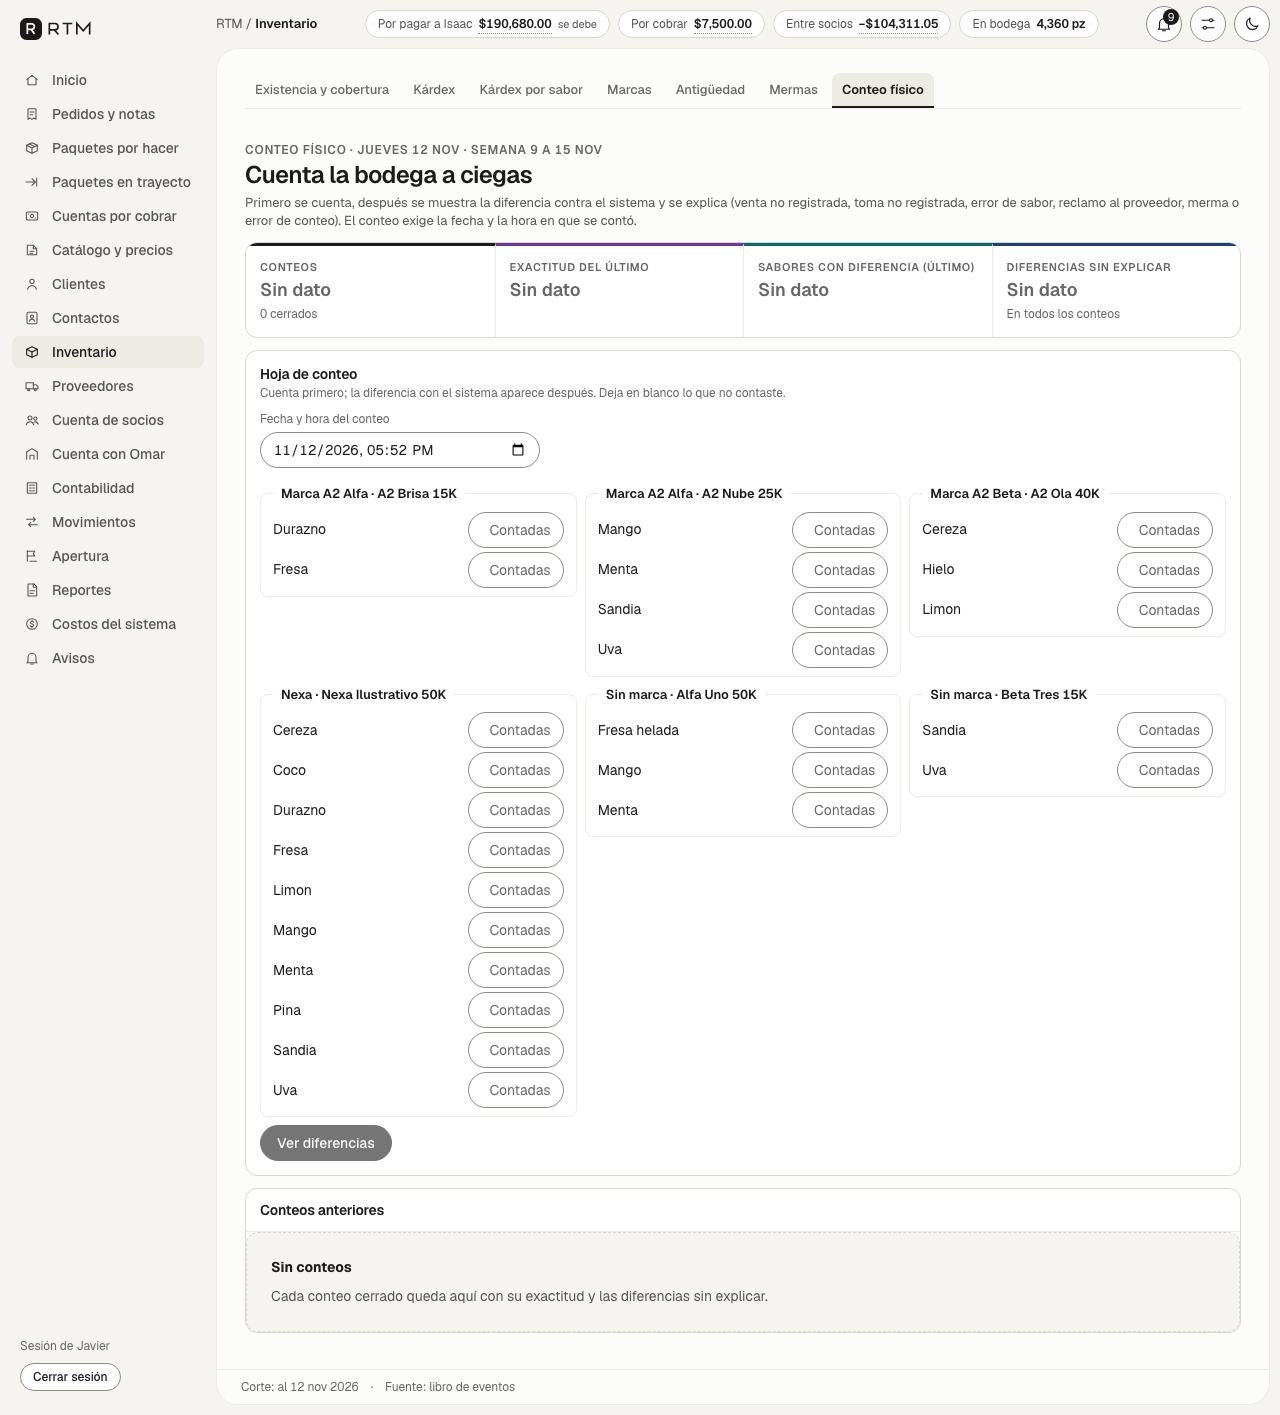 R RTM
RTM / Inventario
Por pagar a Isaac $190,680.00 se debe
Por cobrar $7,500.00
Entre socios −$104,311.05
En bodega 4,360 pz
9
Inicio
Pedidos y notas
Paquetes por hacer
Paquetes en trayecto
Cuentas por cobrar
Catálogo y precios
Clientes
Contactos
Inventario
Proveedores
Cuenta de socios
Cuenta con Omar
Contabilidad
Movimientos
Apertura
Reportes
Costos del sistema
Avisos
Sesión de Javier
Cerrar sesión
Existencia y cobertura
Kárdex
Kárdex por sabor
Marcas
Antigüedad
Mermas
Conteo físico
CONTEO FÍSICO · JUEVES 12 NOV · SEMANA 9 A 15 NOV
Cuenta la bodega a ciegas
Primero se cuenta, después se muestra la diferencia contra el sistema y se explica (venta no registrada, toma no registrada, error de sabor, reclamo al proveedor, merma o
error de conteo). El conteo exige la fecha y la hora en que se contó.
CONTEOS
Sin dato
0 cerrados
EXACTITUD DEL ÚLTIMO
Sin dato
SABORES CON DIFERENCIA (ÚLTIMO)
Sin dato
DIFERENCIAS SIN EXPLICAR
Sin dato
En todos los conteos
Hoja de conteo
Cuenta primero; la diferencia con el sistema aparece después. Deja en blanco lo que no contaste.
Fecha y hora del conteo
11/12/2026, 05:52 PM
Marca A2 Alfa · A2 Brisa 15K
Durazno Contadas
Fresa Contadas
Marca A2 Alfa · A2 Nube 25K
Mango Contadas
Menta Contadas
Sandia Contadas
Uva Contadas
Marca A2 Beta · A2 Ola 40K
Cereza Contadas
Hielo Contadas
Limon Contadas
Nexa · Nexa Ilustrativo 50K
Cereza Contadas
Coco Contadas
Durazno Contadas
Fresa Contadas
Limon Contadas
Mango Contadas
Menta Contadas
Pina Contadas
Sandia Contadas
Uva Contadas
Sin marca · Alfa Uno 50K
Fresa helada Contadas
Mango Contadas
Menta Contadas
Sin marca · Beta Tres 15K
Sandia Contadas
Uva Contadas
Ver diferencias
Conteos anteriores
Sin conteos
Cada conteo cerrado queda aquí con su exactitud y las diferencias sin explicar.
Corte: al 12 nov 2026 · Fuente: libro de eventos